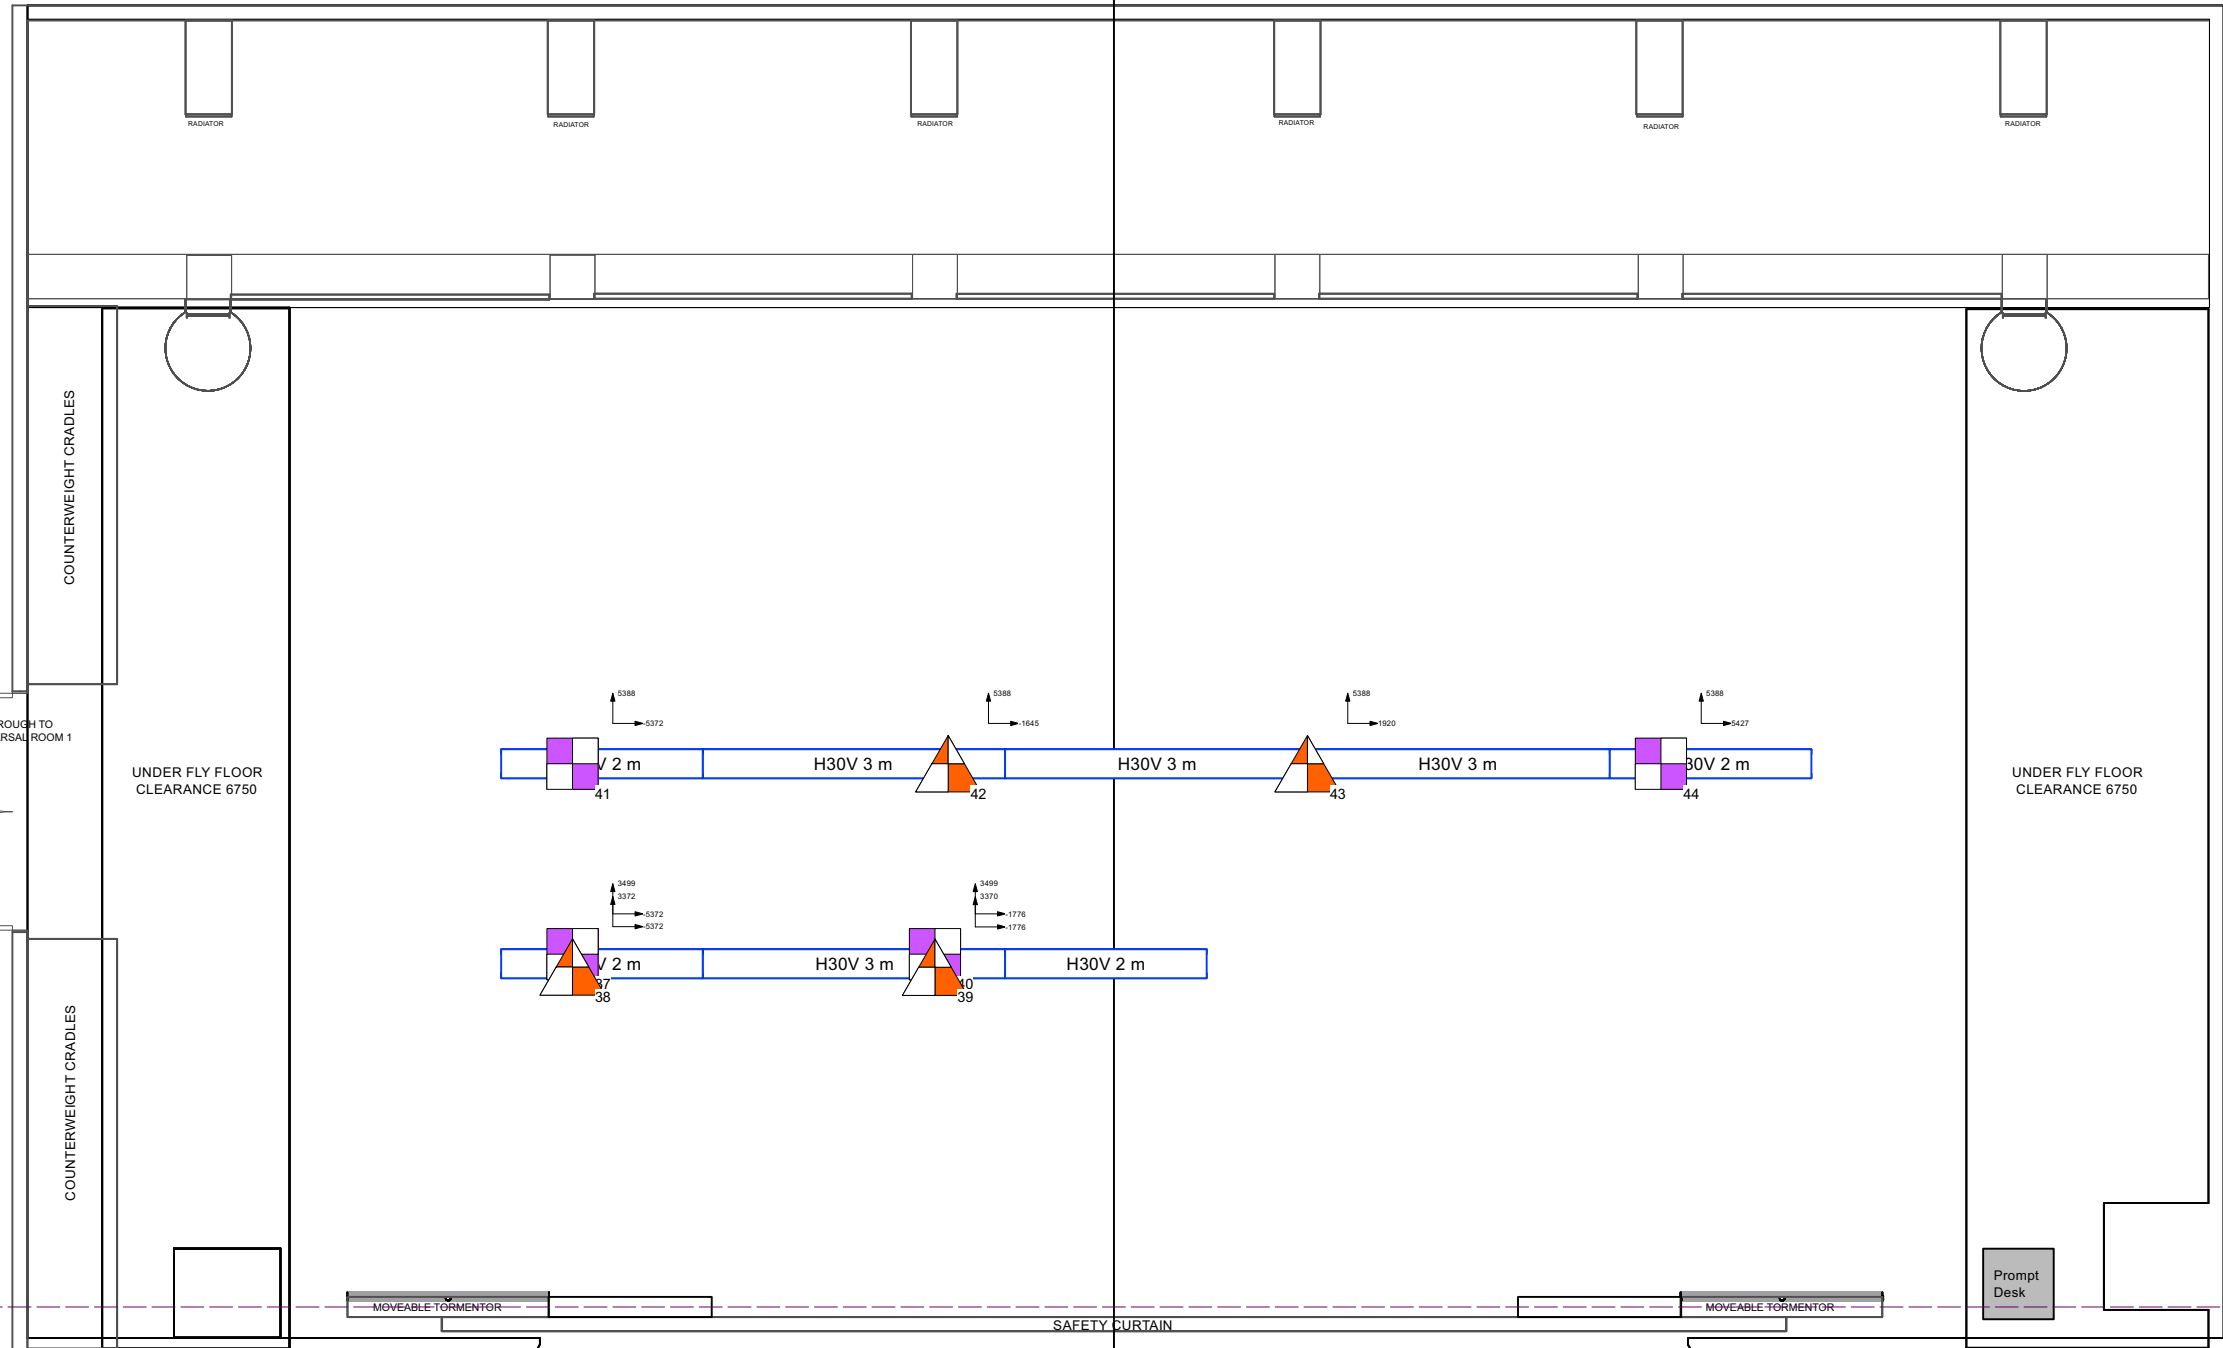 RADIATOR
RADIATOR
RADIATOR
RADIATOR
RADIATOR
RADIATOR
COUNTERWEIGHT CRADLES
ROUGH TO
RSAL ROOM 1
UNDER FLY FLOOR
CLEARANCE 6750
5388
-5372
5388
-1645
5388
1920
5388
5427
V 2 m
H30V 3 m
H30V 3 m
H30V 3 m
30V 2 m
41
42
43
44
UNDER FLY FLOOR
CLEARANCE 6750
3499
3372
-5372
-5372
3499
3370
-1776
-1776
V 2 m
H30V 3 m
H30V 2 m
37
38
40
39
COUNTERWEIGHT CRADLES
Prompt
Desk
MOVEABLE TORMENTOR
MOVEABLE TORMENTOR
SAFETY CURTAIN